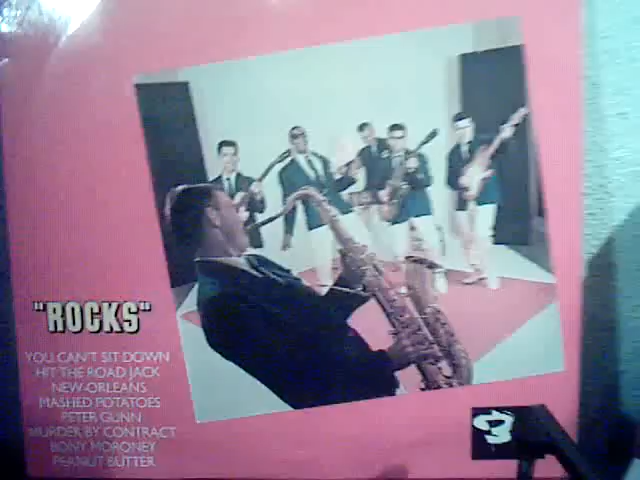 "ROCKS"
YOU CAN'T SIT DOWN
HIT THE ROAD JACK
NEW-ORLEANS
MASHED POTATOES
PETER GUNN
MURDER BY CONTRACT
BONY MORONEY
PEANUT BUTTER